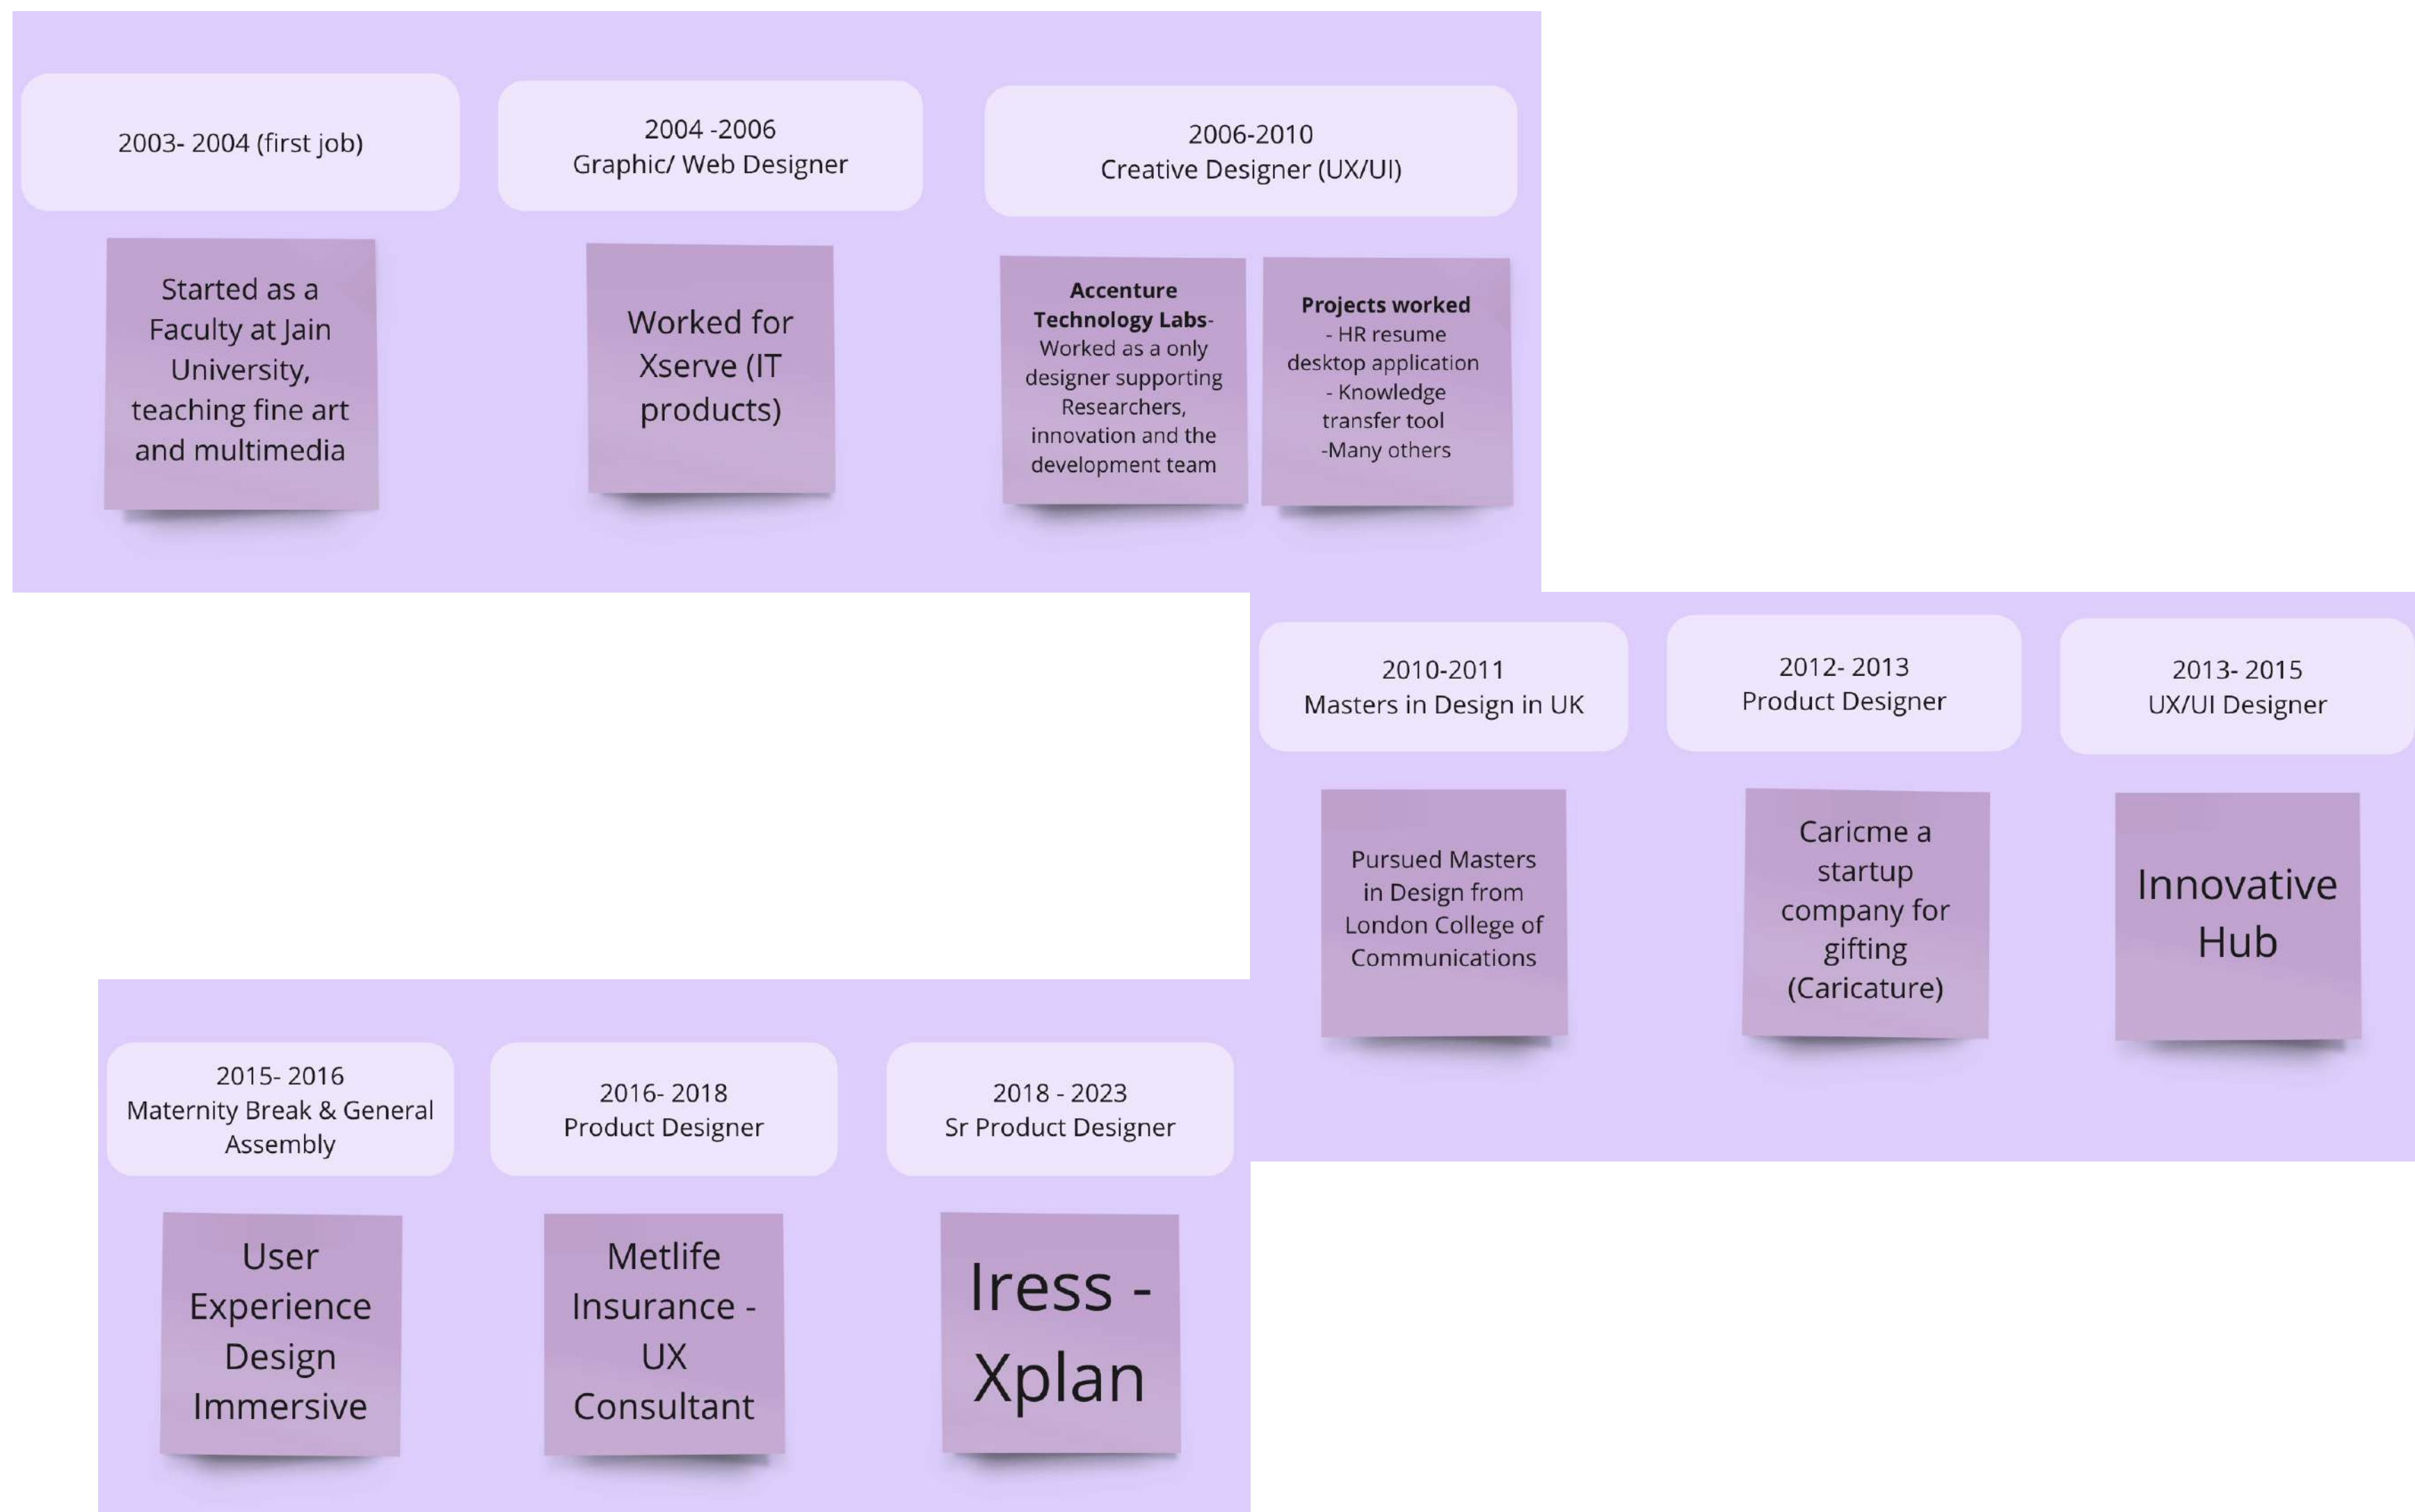 2003- 2004 (first job)
Started as a
Faculty at Jain
University,
teaching fine art
and multimedia
2004 -2006
Graphic/ Web Designer
Worked for
Xserve (IT
products)
2006-2010
Creative Designer (UX/UI)
Accenture
Technology Labs-
Worked as a only
designer supporting
Researchers,
innovation and the
development team
Projects worked
- HR resume
desktop application
- Knowledge
transfer tool
-Many others
2010-2011
Masters in Design in UK
Pursued Masters
in Design from
London College of
Communications
2012- 2013
Product Designer
Caricme a
startup
company for
gifting
(Caricature)
2013- 2015
UX/UI Designer
Innovative
Hub
2015- 2016
Maternity Break & General
Assembly
User
Experience
Design
Immersive
2016- 2018
Product Designer
Metlife
Insurance -
UX
Consultant
2018 - 2023
Sr Product Designer
Iress -
Xplan